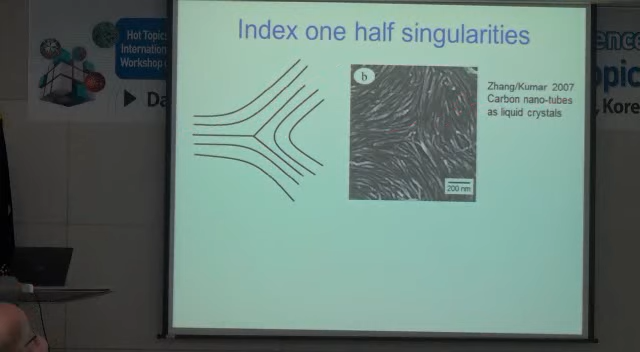 Index one half singularities
Hot Topics
Internation
Workshop o
▶ Da
b
200 nm
Zhang/Kumar 2007
Carbon nano-tubes
as liquid crystals
ence
opic
, Kore